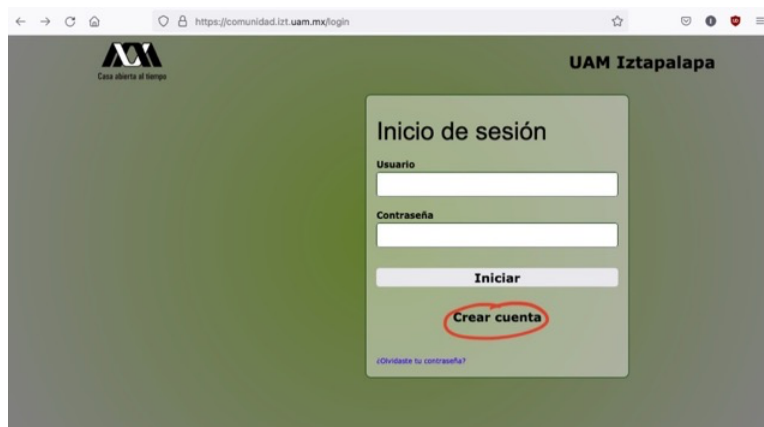 https://comunidad.izt.uam.mx/login
Casa abierta al tiempo
UAM Iztapalapa
Inicio de sesión
Usuario
Contraseña
Iniciar
Crear cuenta
¿Olvidaste tu contraseña?